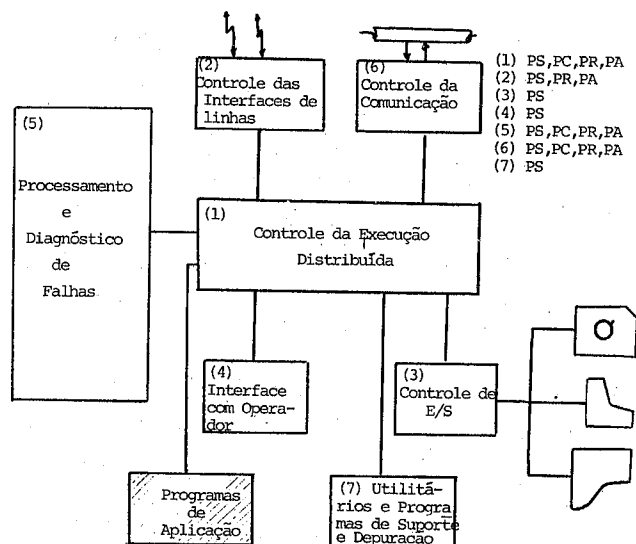 (2)
Controle das
Interfaces de
linhas
(6)
Controle da
Comunicação
(1) PS,PC,PR,PA
(2) PS,PR,PA
(3) PS
(4) PS
(5) PS,PC,PR,PA
(6) PS,PC,PR,PA
(7) PS
(5)
Processamento
e
Diagnóstico
de
Falhas
(1)
Controle da Execução
Distribuída
(4)
Interface
com Opera-
dor
(3)
Controle de
E/S
Programas
de
Aplicação
(7) Utilitá-
rios e Progra
mas de Suporte
e Depuração